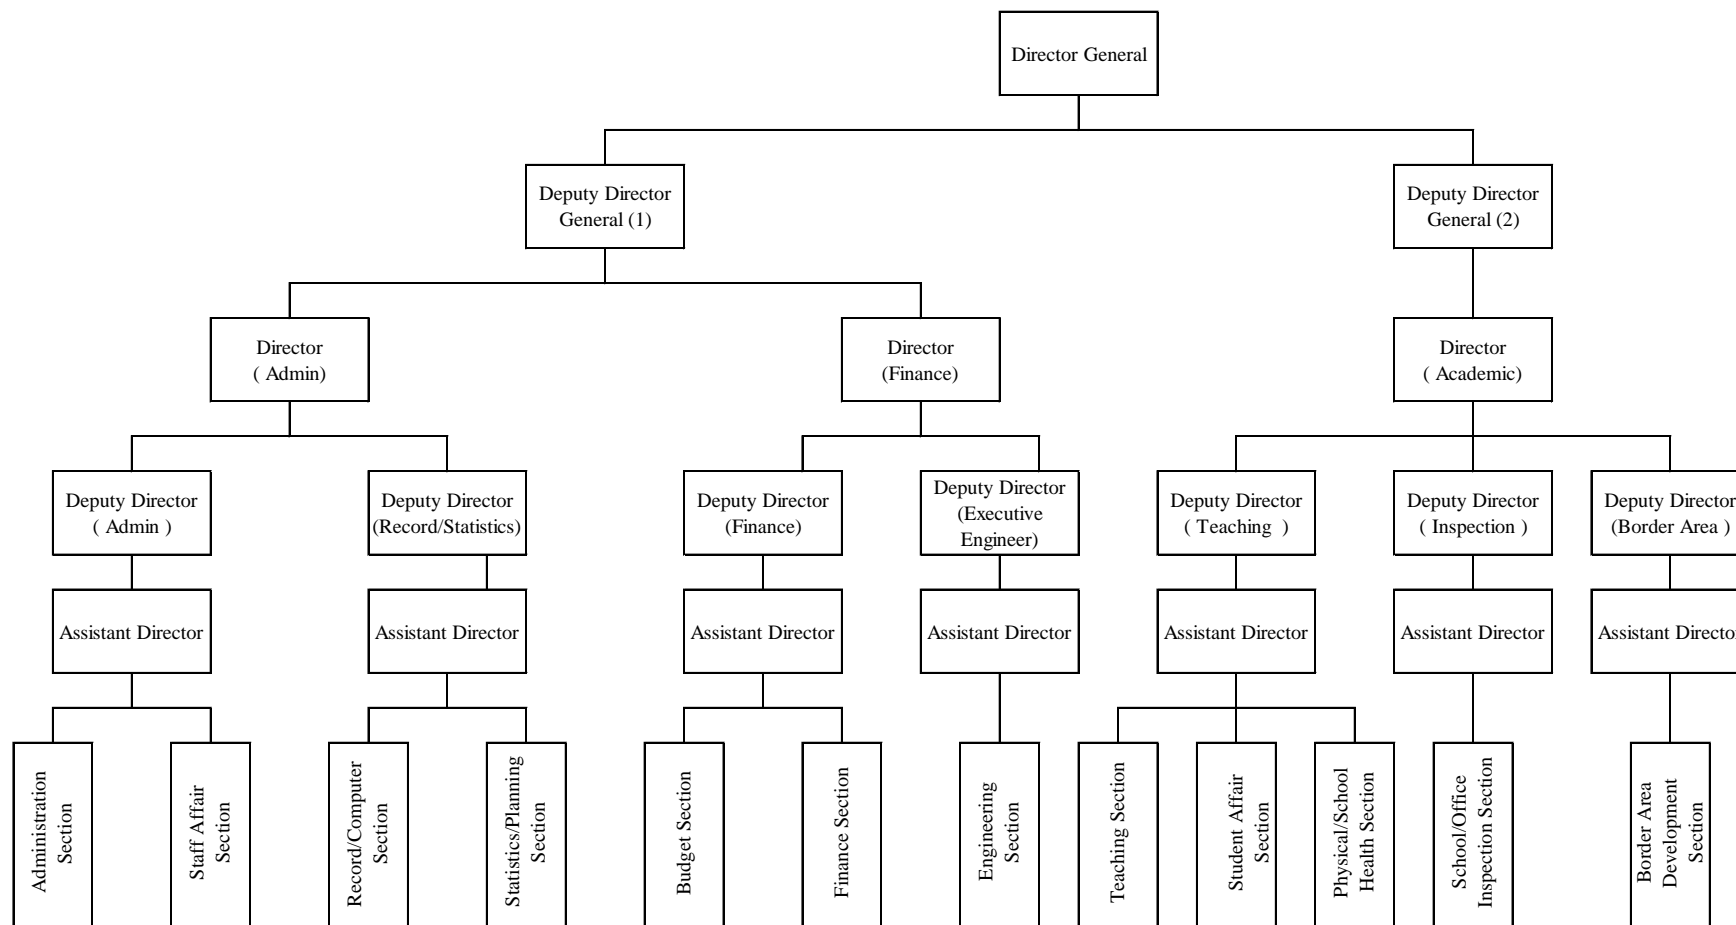 Director General
Deputy Director
General (1)
Deputy Director
General (2)
Director
( Admin)
Director
(Finance)
Director
( Academic)
Deputy Director
( Admin )
Deputy Director
(Record/Statistics)
Deputy Director
(Finance)
Deputy Director
(Executive
Engineer)
Deputy Director
( Teaching )
Deputy Director
( Inspection )
Deputy Director
(Border Area )
Assistant Director
Assistant Director
Assistant Director
Assistant Director
Assistant Director
Assistant Director
Assistant Director
Administration
Section
Staff Affair
Section
Record/Computer
Section
Statistics/Planning
Section
Budget Section
Finance Section
Engineering
Section
Teaching Section
Student Affair
Section
Physical/School
Health Section
School/Office
Inspection Section
Border Area
Development
Section